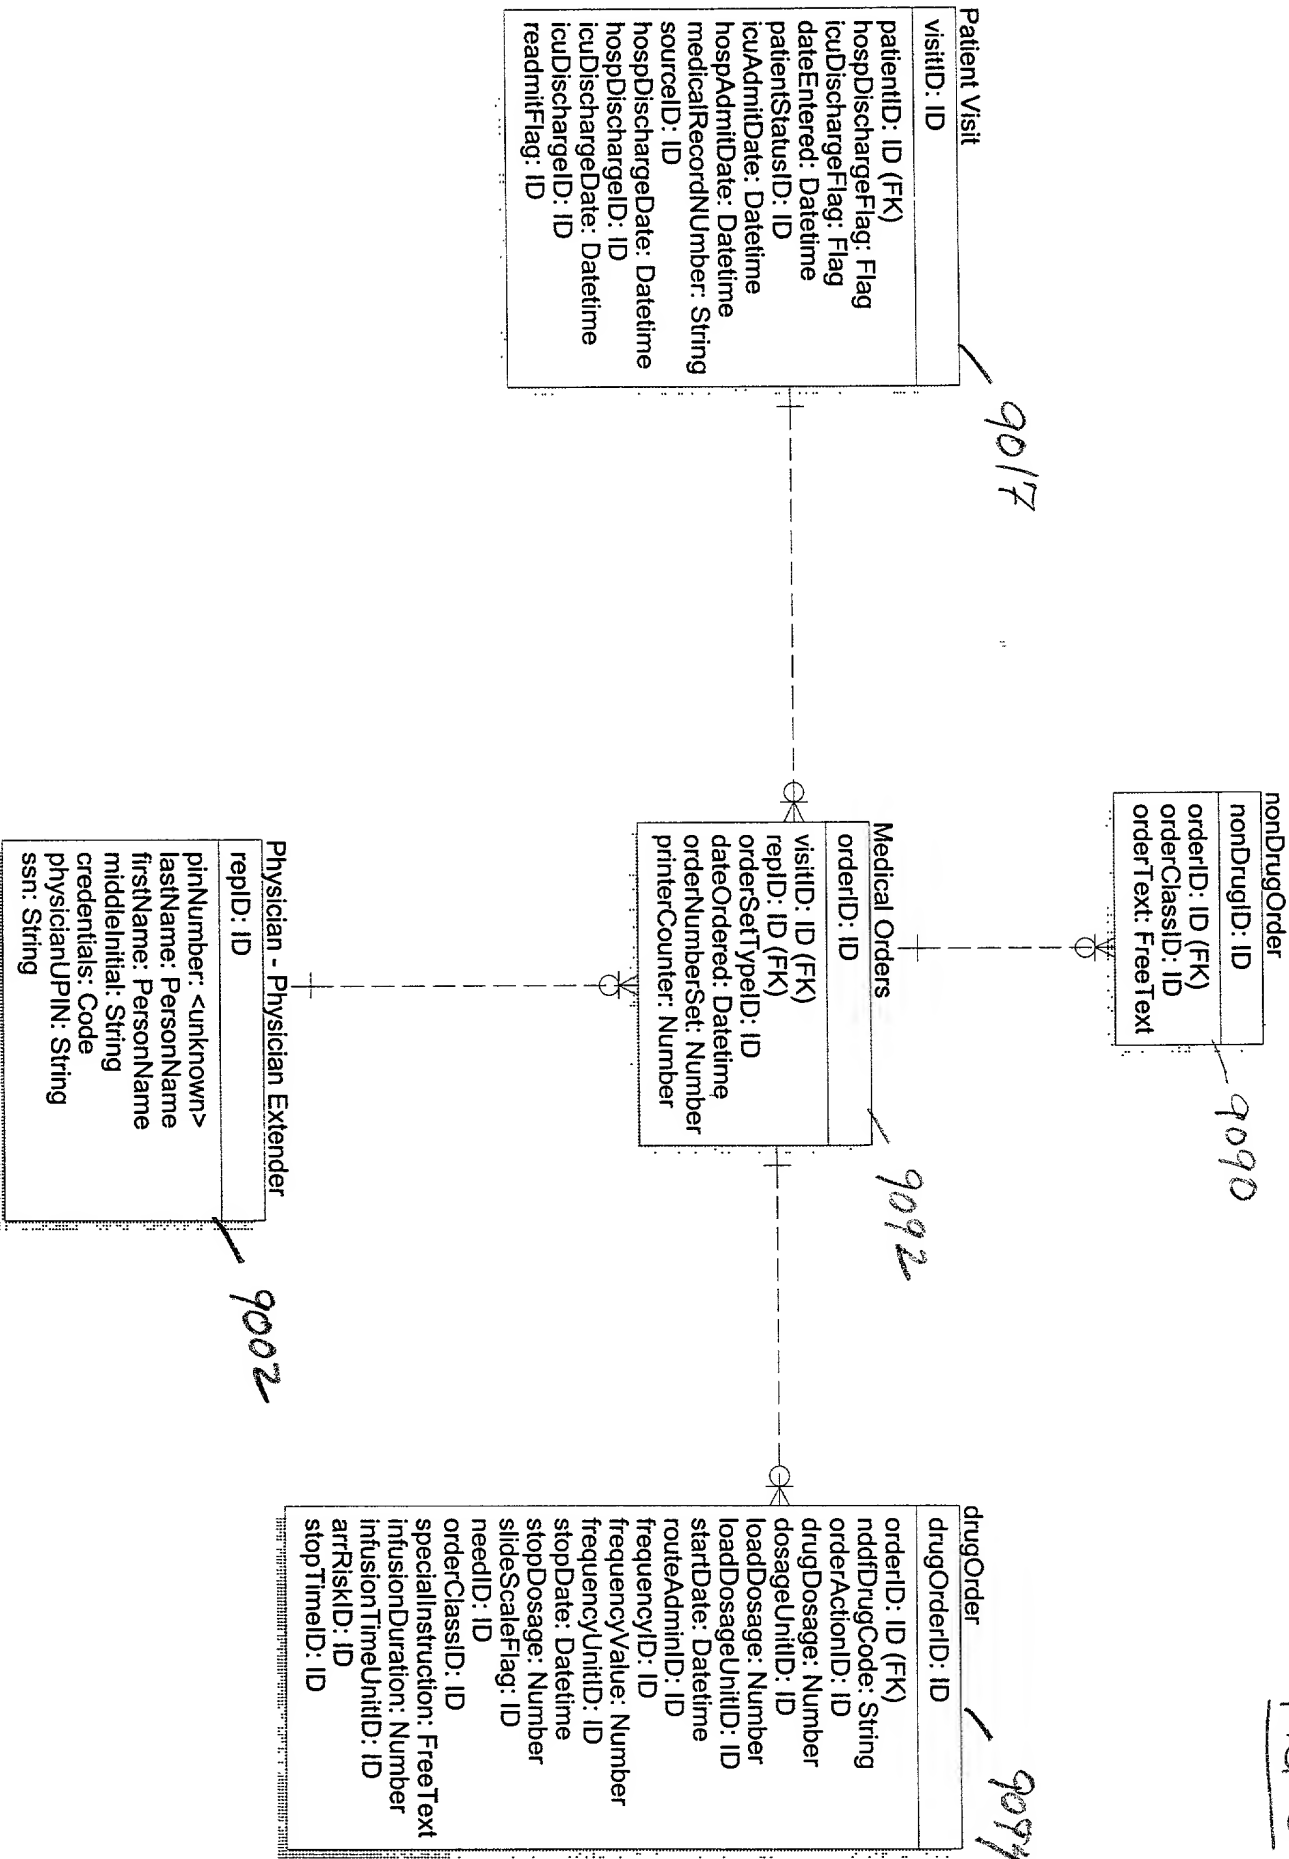 Patient Visit
visitID: ID
patientID: ID (FK)
hospDischargeFlag: Flag
icuDischargeFlag: Flag
dateEntered: Datetime
patientStatusID: ID
icuAdmitDate: Datetime
hospAdmitDate: Datetime
medicalRecordNUmber: String
sourceID: ID
hospDischargeDate: Datetime
hospDischargeID: ID
icuDischargeDate: Datetime
icuDischargeID: ID
readmitFlag: ID
9017
nonDrugOrder
nonDrugID: ID
orderID: ID (FK)
orderClassID: ID
orderText: FreeText
9090
Medical Orders
orderID: ID
visitID: ID (FK)
repID: ID (FK)
orderSetTypeID: ID
dateOrdered: Datetime
orderNumberSet: Number
printerCounter: Number
9092
Physician - Physician Extender
repID: ID
pinNumber: <unknown>
lastName: PersonName
firstName: PersonName
middleInitial: String
credentials: Code
physicianUPIN: String
ssn: String
9002
drugOrder
drugOrderID: ID
orderID: ID (FK)
nddfDrugCode: String
orderActionID: ID
drugDosage: Number
dosageUnitID: ID
loadDosage: Number
loadDosageUnitID: ID
startDate: Datetime
routeAdminID: ID
frequencyID: ID
frequencyValue: Number
frequencyUnitID: ID
stopDate: Datetime
stopDosage: Number
slideScaleFlag: ID
needID: ID
orderClassID: ID
specialInstruction: FreeText
infusionDuration: Number
infusionTimeUnitID: ID
arrRiskID: ID
stopTimeID: ID
9094